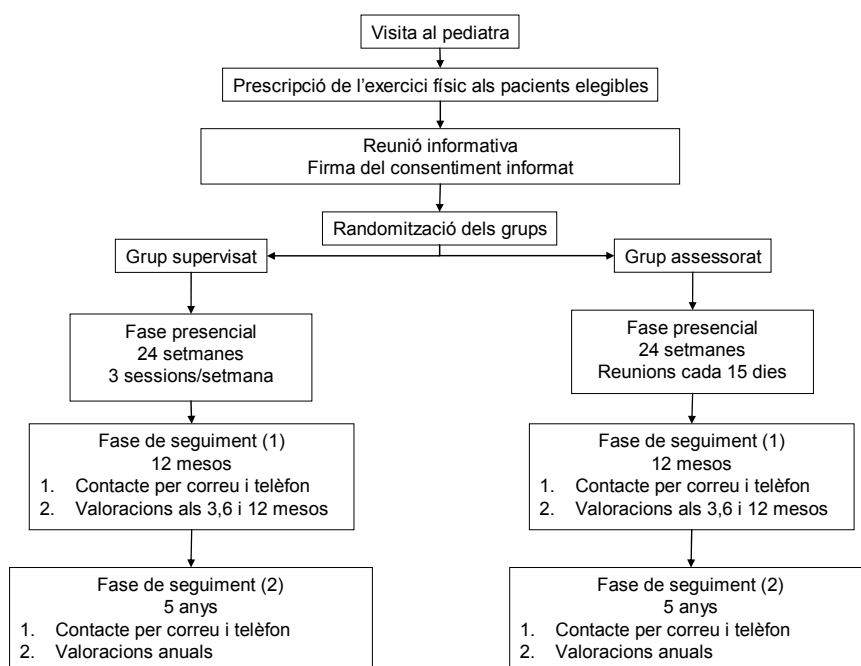 Visita al pediatra
Prescripció de l'exercici físic als pacients elegibles
Reunió informativa
Firma del consentiment informat
Randomització dels grups
Grup supervisat
Grup assessorat
Fase presencial
24 setmanes
3 sessions/setmana
Fase presencial
24 setmanes
Reunions cada 15 dies
Fase de seguiment (1)
12 mesos
1. Contacte per correu i telèfon
2. Valoracions als 3,6 i 12 mesos
Fase de seguiment (1)
12 mesos
1. Contacte per correu i telèfon
2. Valoracions als 3,6 i 12 mesos
Fase de seguiment (2)
5 anys
1. Contacte per correu i telèfon
2. Valoracions anuals
Fase de seguiment (2)
5 anys
1. Contacte per correu i telèfon
2. Valoracions anuals